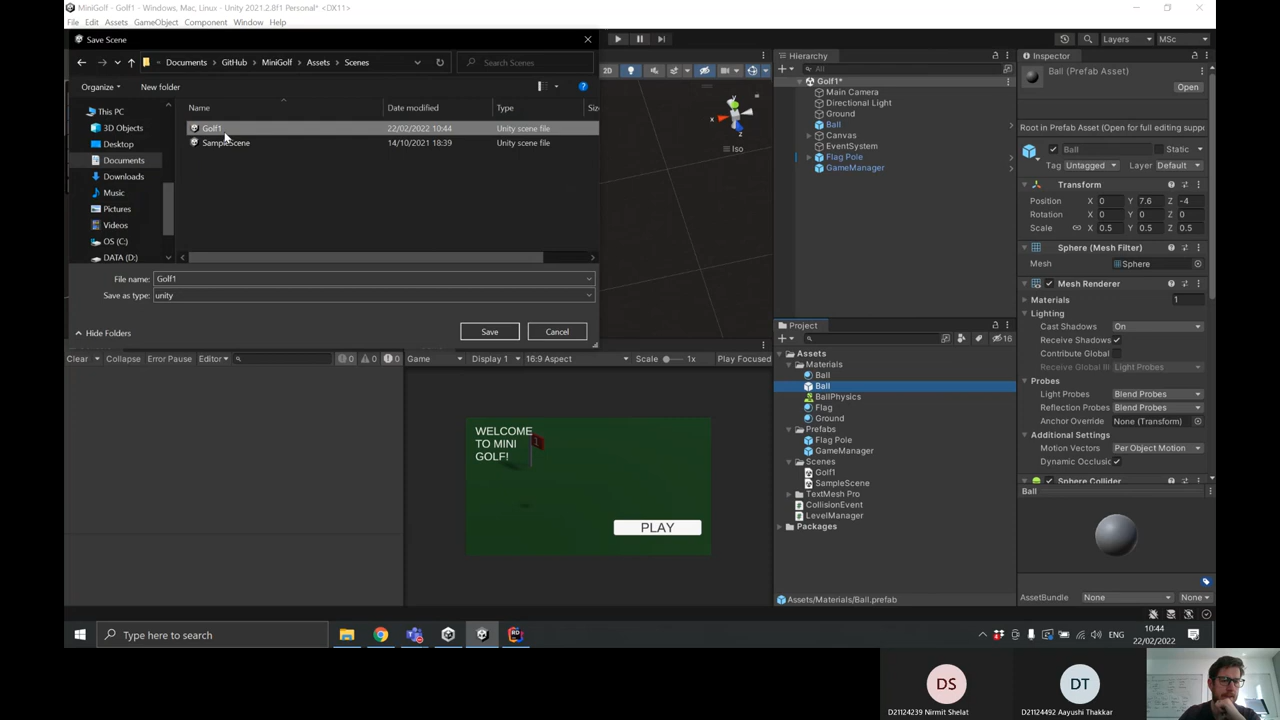 MiniGolf - Golf1 - Windows, Mac, Linux - Unity 2021.2.8f1 Personal* <DX11>
File Edit Assets GameObject Component Window Help
Save Scene
Documents > GitHub > MiniGolf > Assets > Scenes
Search Scenes
Organize
New folder
This PC
3D Objects
Desktop
Documents
Downloads
Music
Pictures
Videos
OS (C:)
DATA (D:)
Name Date modified Type Siz
Golf1 22/02/2022 10:44 Unity scene file
SampleScene 14/10/2021 18:39 Unity scene file
File name: Golf1
Save as type: unity
Hide Folders
Save
Cancel
Layers
MSc
2D
Iso
x
y
Hierarchy
All
Golf1*
Main Camera
Directional Light
Ground
Ball
Canvas
EventSystem
Flag Pole
GameManager
Clear Collapse Error Pause Editor 0 0 0
Game Display 1 16:9 Aspect Scale 1x Play Focused
WELCOME
TO MINI
GOLF!
1
PLAY
Project
16
Assets
Materials
Ball
Ball
BallPhysics
Flag
Ground
Prefabs
Flag Pole
GameManager
Scenes
Golf1
SampleScene
TextMesh Pro
CollisionEvent
LevelManager
Packages
Assets/Materials/Ball.prefab
Inspector
Ball (Prefab Asset)
Open
Root in Prefab Asset (Open for full editing suppo
Ball
Static
Tag Untagged Layer Default
Transform
Position X 0 Y 7.6 Z -4
Rotation X 0 Y 0 Z 0
Scale X 0.5 Y 0.5 Z 0.5
Sphere (Mesh Filter)
Mesh Sphere
Mesh Renderer
Materials 1
Lighting
Cast Shadows On
Receive Shadows
Contribute Global
Receive Global Ill Light Probes
Probes
Light Probes Blend Probes
Reflection Probes Blend Probes
Anchor Override None (Transform)
Additional Settings
Motion Vectors Per Object Motion
Dynamic Occlusi
Sphere Collider
Ball
AssetBundle None None
Type here to search
ENG
10:44
22/02/2022
DS
D21124239 Nirmit Shelat
DT
D21124492 Aayushi Thakkar